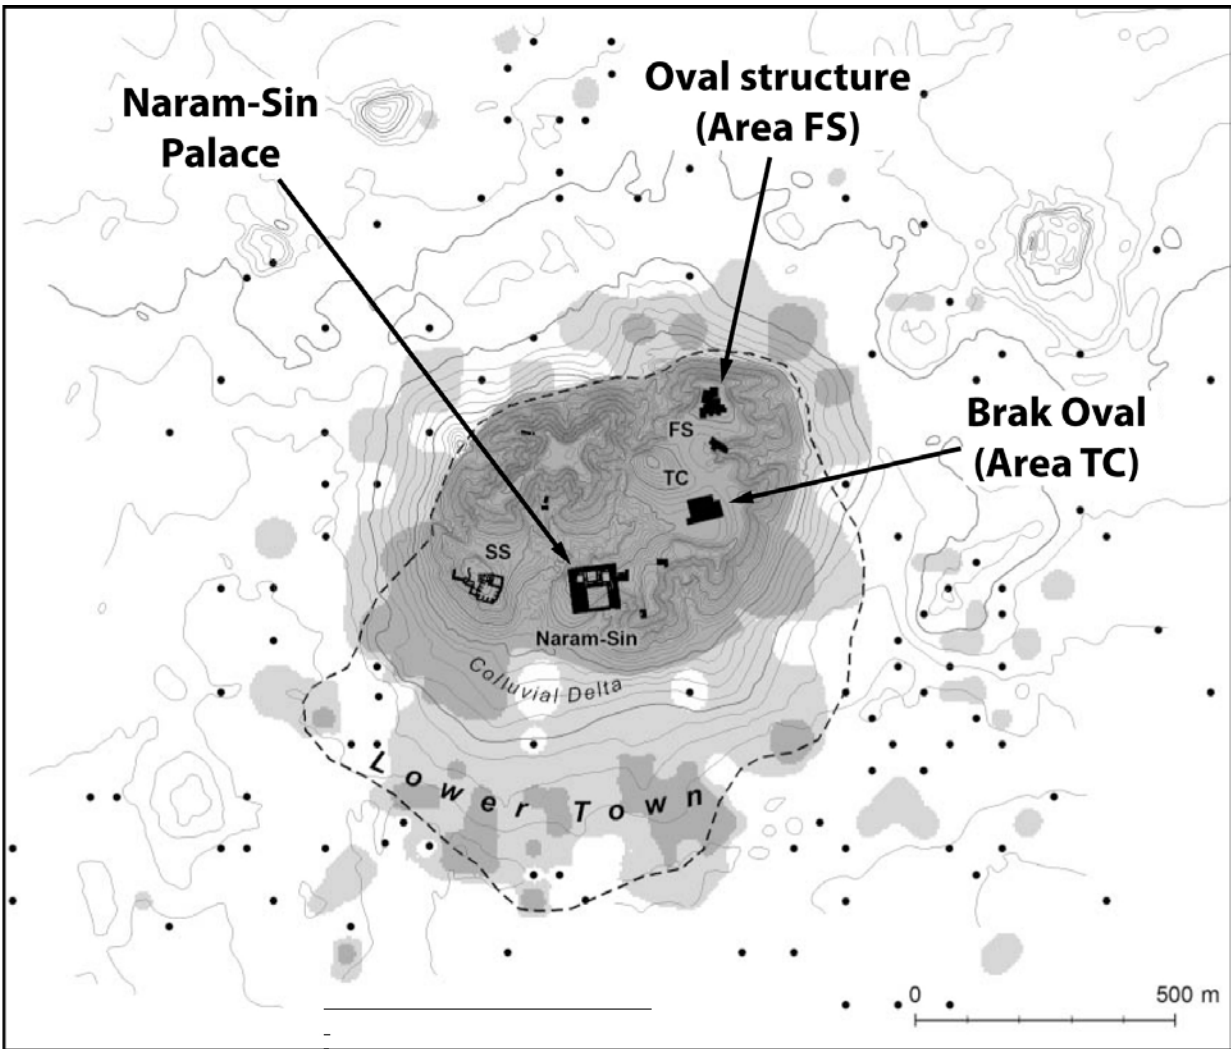 Naram-Sin
Palace
Oval structure
(Area FS)
Brak Oval
(Area TC)
FS
TC
SS
Naram-Sin
Colluvial Delta
Lower Town
0 500 m